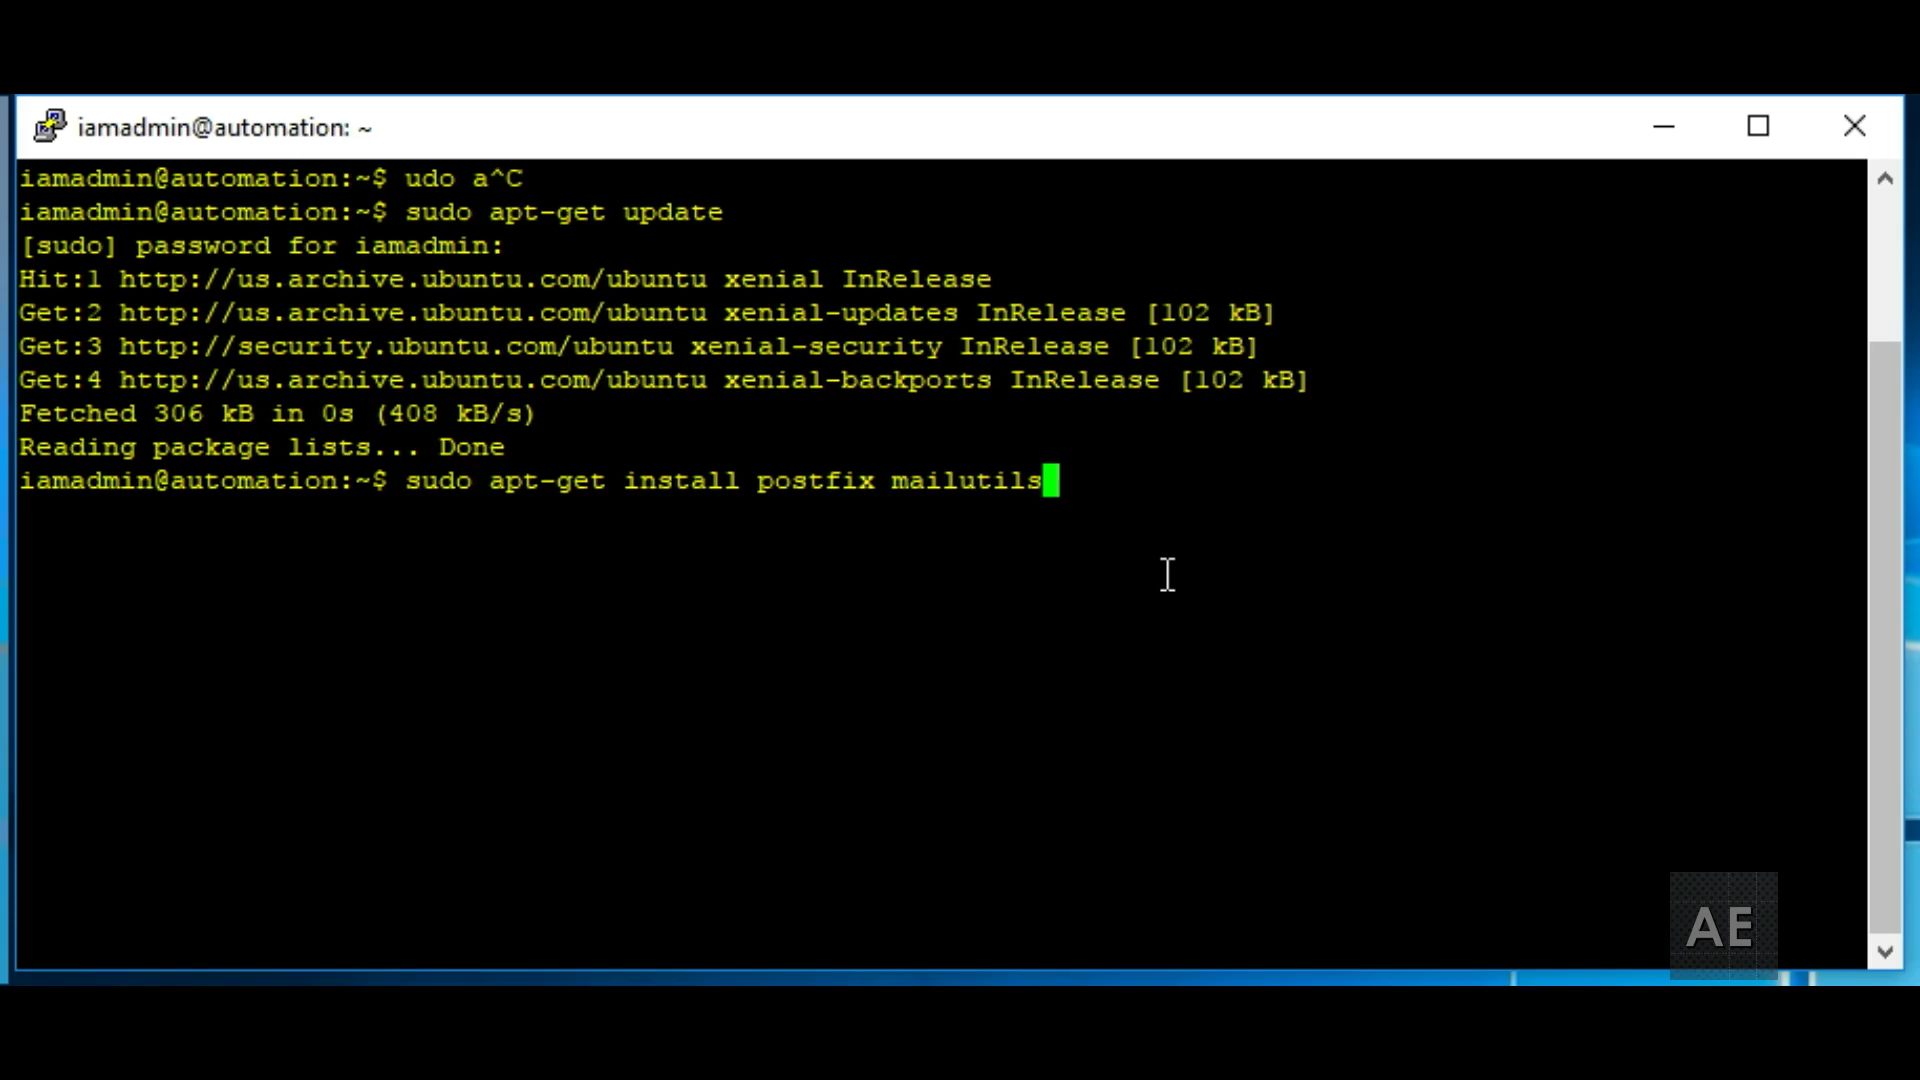 iamadmin@automation: ~
iamadmin@automation:~$ udo a^C
iamadmin@automation:~$ sudo apt-get update
[sudo] password for iamadmin:
Hit:1 http://us.archive.ubuntu.com/ubuntu xenial InRelease
Get:2 http://us.archive.ubuntu.com/ubuntu xenial-updates InRelease [102 kB]
Get:3 http://security.ubuntu.com/ubuntu xenial-security InRelease [102 kB]
Get:4 http://us.archive.ubuntu.com/ubuntu xenial-backports InRelease [102 kB]
Fetched 306 kB in 0s (408 kB/s)
Reading package lists... Done
iamadmin@automation:~$ sudo apt-get install postfix mailutils
AE